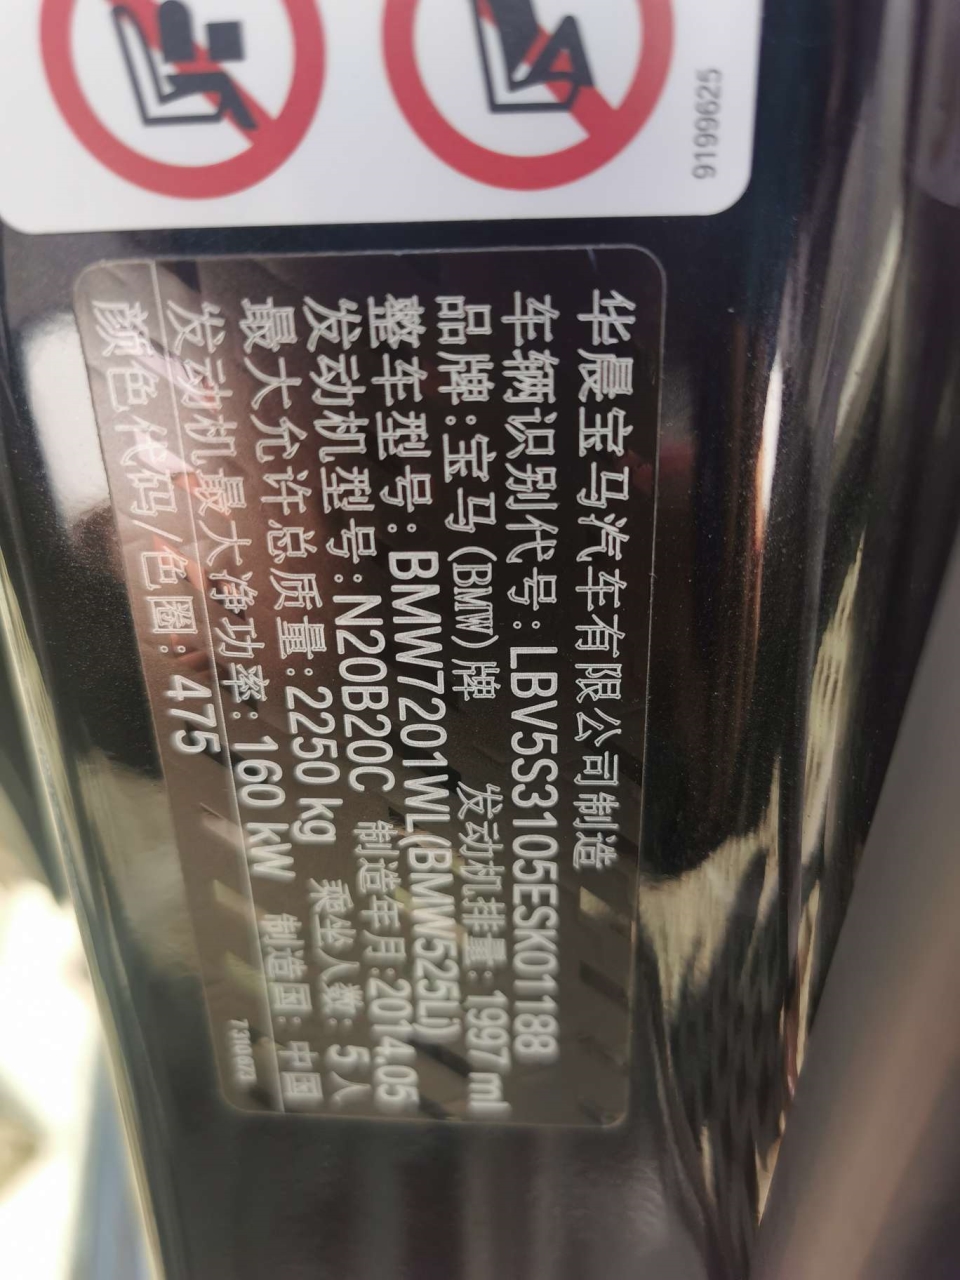 9199625
华晨宝马汽车有限公司制造
车辆识别代号:LBV5S3105ESK01188
品牌:宝马(BMW)牌 发动机排量:1997ml
整车型号:BMW7201WL(BMW525Li)
发动机型号:N20B20C 制造年月:2014.05
最大允许总质量:2250 kg 乘坐人数:5人
发动机最大净功率:160 kW 制造国:中国
颜色代码/色圈: 475